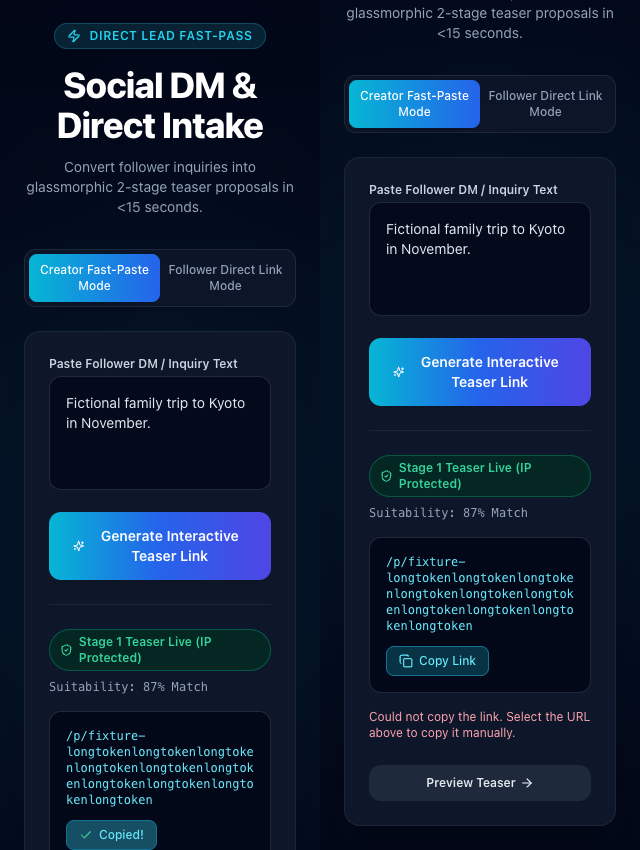 DIRECT LEAD FAST-PASS
Social DM &
Direct Intake
Convert follower inquiries into
glassmorphic 2-stage teaser proposals in
<15 seconds.
Creator Fast-Paste
Mode
Follower Direct Link
Mode
Paste Follower DM / Inquiry Text
Fictional family trip to Kyoto
in November.
Generate Interactive
Teaser Link
Stage 1 Teaser Live (IP
Protected)
Suitability: 87% Match
/p/fixture-
longtokenlongtokenlongtoke
nlongtokenlongtokenlongtok
enlongtokenlongtokenlongto
kenlongtoken
Copied!
glassmorphic 2-stage teaser proposals in
<15 seconds.
Creator Fast-Paste
Mode
Follower Direct Link
Mode
Paste Follower DM / Inquiry Text
Fictional family trip to Kyoto
in November.
Generate Interactive
Teaser Link
Stage 1 Teaser Live (IP
Protected)
Suitability: 87% Match
/p/fixture-
longtokenlongtokenlongtoke
nlongtokenlongtokenlongtok
enlongtokenlongtokenlongto
kenlongtoken
Copy Link
Could not copy the link. Select the URL
above to copy it manually.
Preview Teaser →